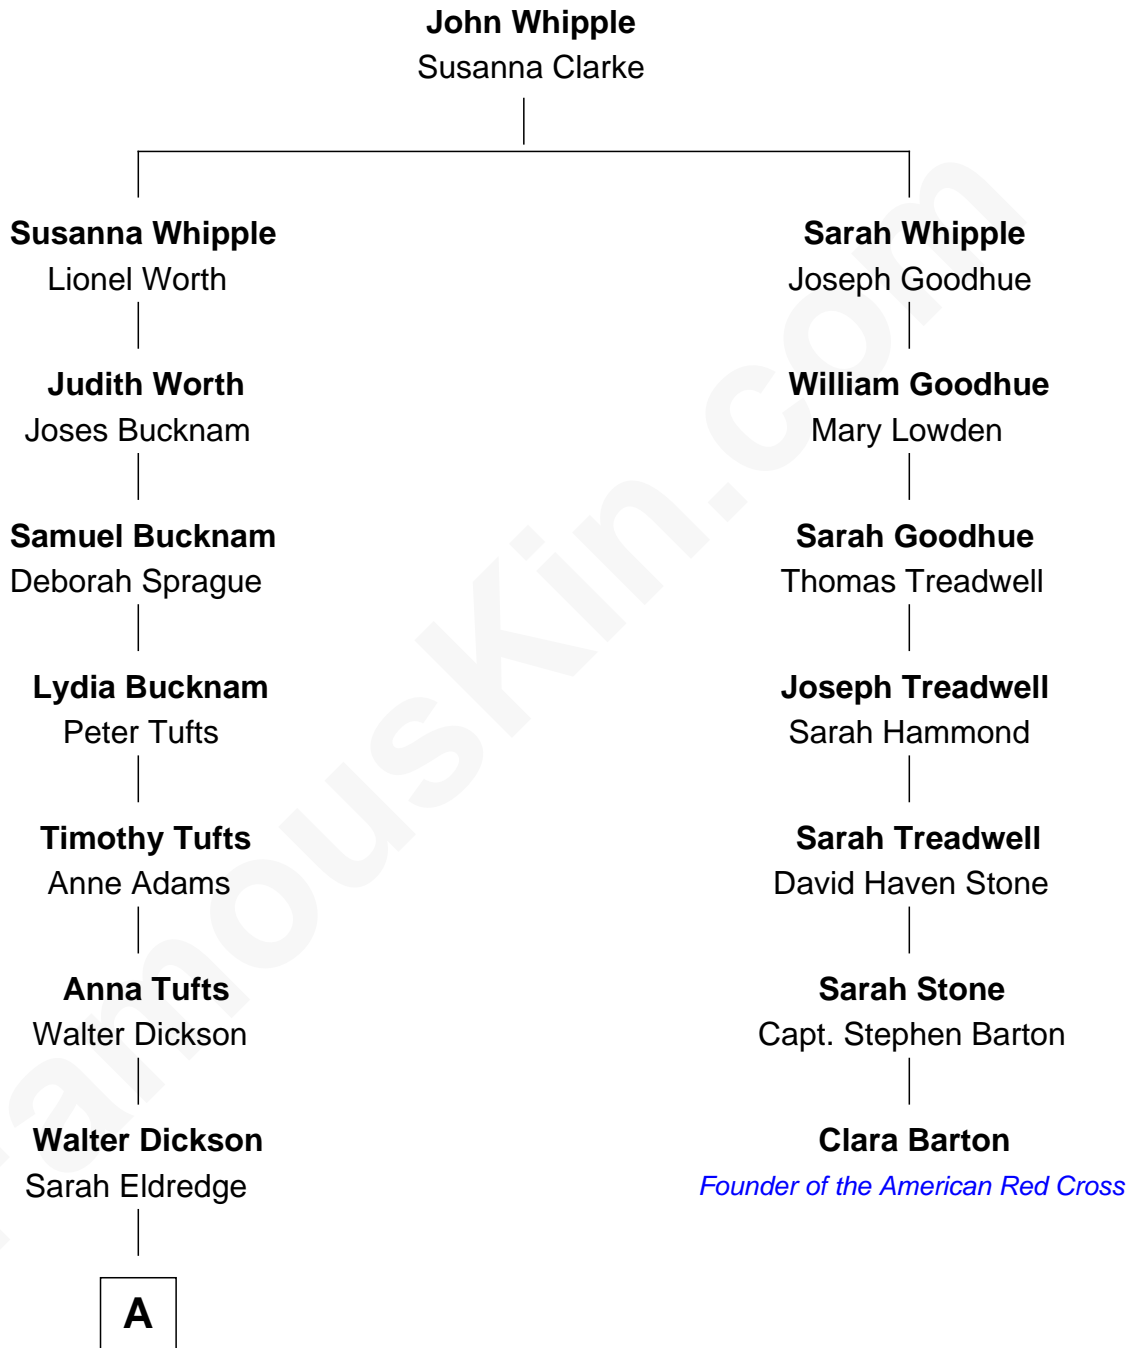 John Whipple
Susanna Clarke
Susanna Whipple
Lionel Worth
Judith Worth
Joses Bucknam
Samuel Bucknam
Deborah Sprague
Lydia Bucknam
Peter Tufts
Timothy Tufts
Anne Adams
Anna Tufts
Walter Dickson
Walter Dickson
Sarah Eldredge
A
Sarah Whipple
Joseph Goodhue
William Goodhue
Mary Lowden
Sarah Goodhue
Thomas Treadwell
Joseph Treadwell
Sarah Hammond
Sarah Treadwell
David Haven Stone
Sarah Stone
Capt. Stephen Barton
Clara Barton
Founder of the American Red Cross
FamousKin.com